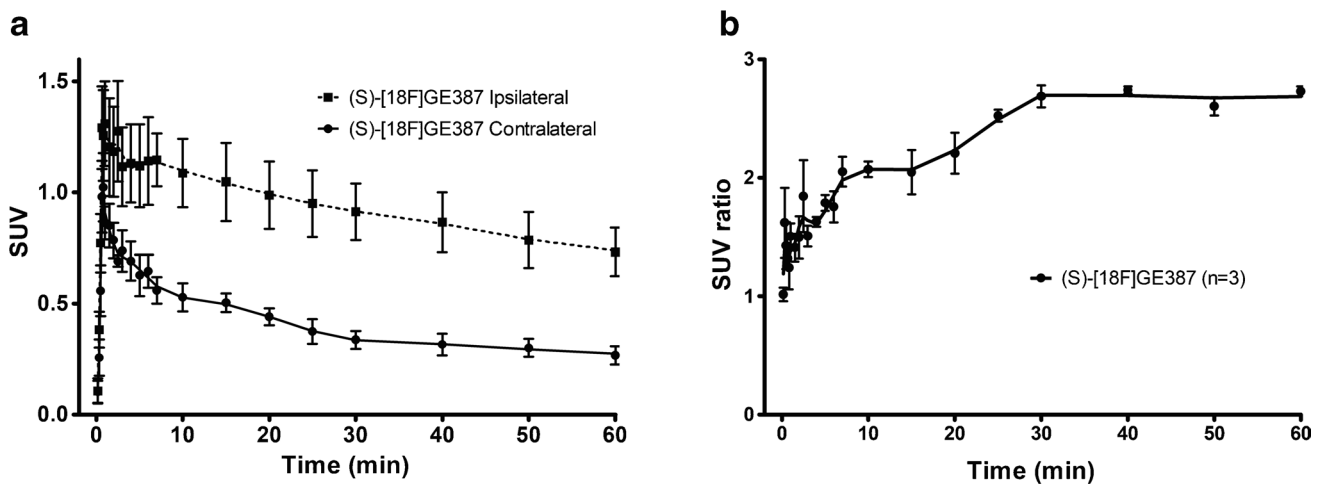 a
SUV
1.5
1.0
0.5
0.0
(S)-[18F]GE387 Ipsilateral
(S)-[18F]GE387 Contralateral
0 10 20 30 40 50 60
Time (min)
b
SUV ratio
3
2
1
0
(S)-[18F]GE387 (n=3)
0 10 20 30 40 50 60
Time (min)